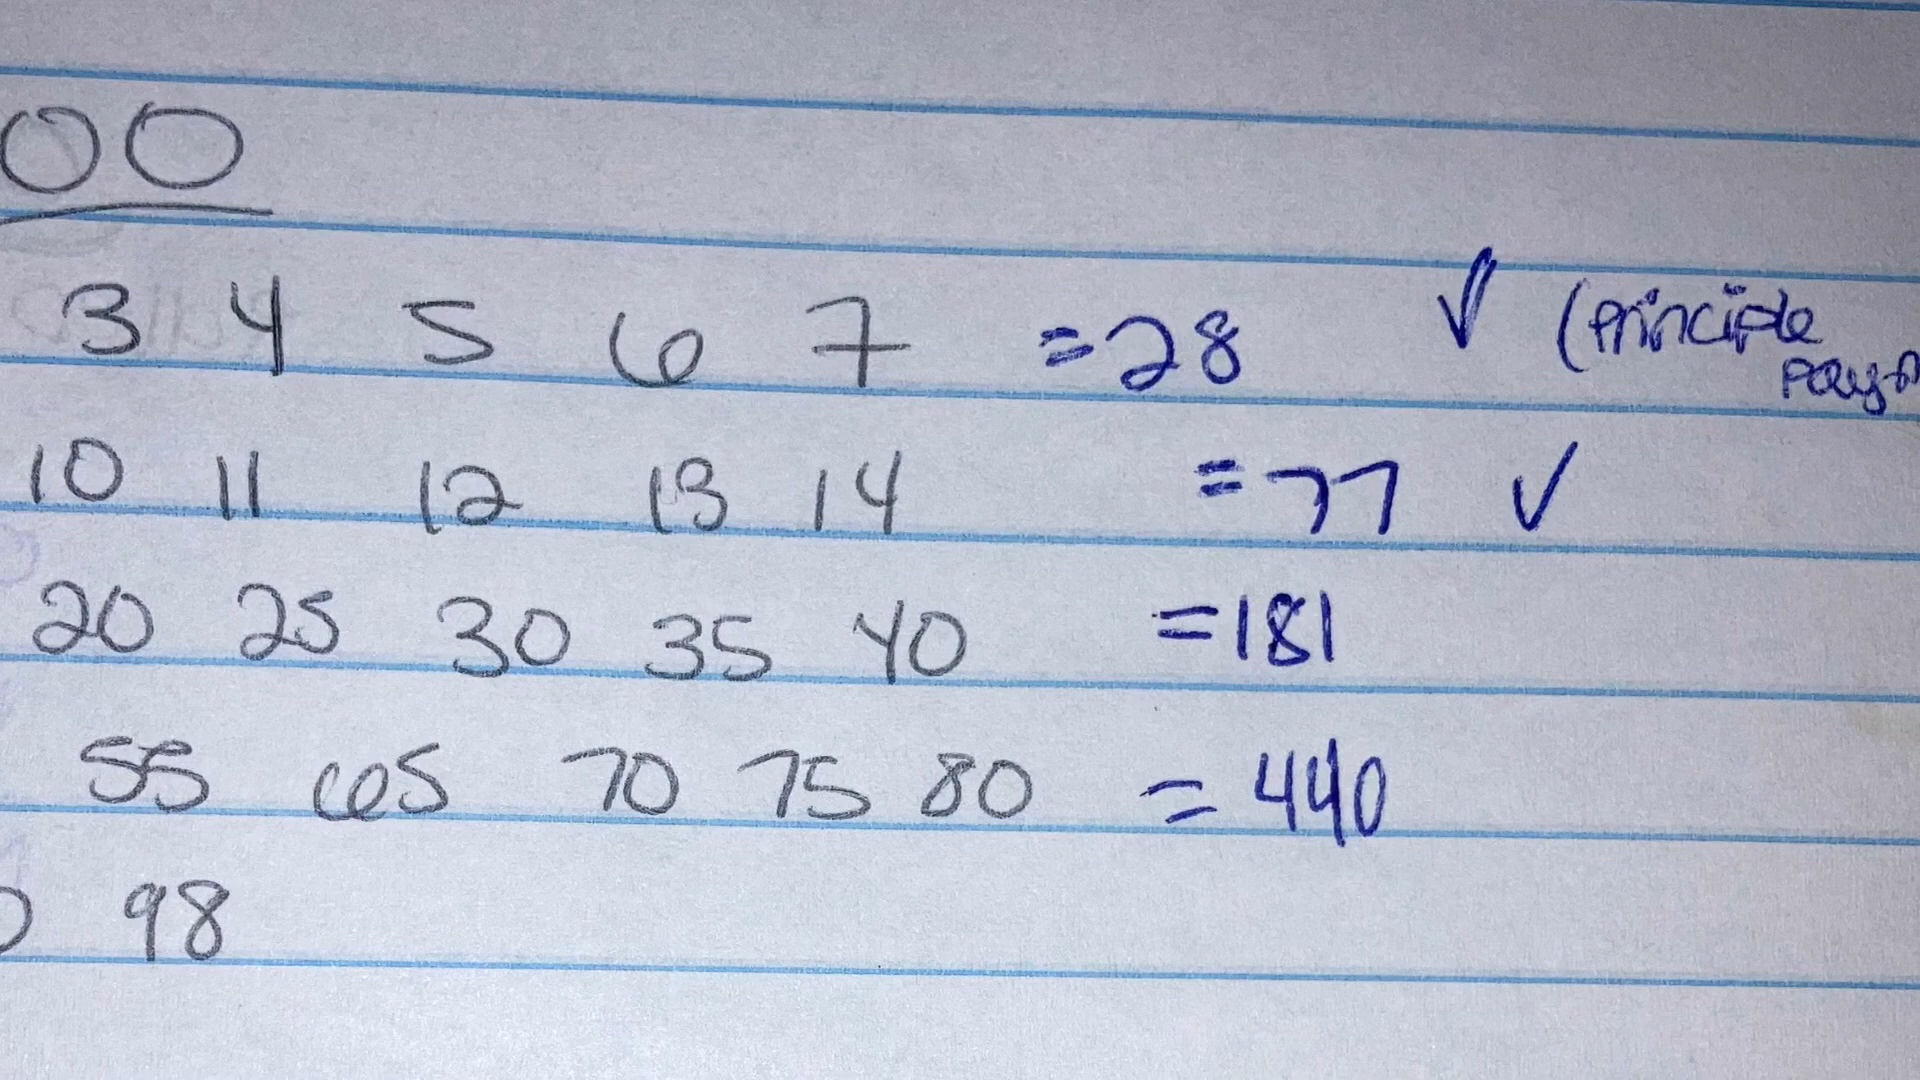 00
3 4 5 6 7 =28 ✓ (Principle
10 11 12 13 14 =77 ✓
20 25 30 35 40 =181
55 65 70 75 80 = 440
98